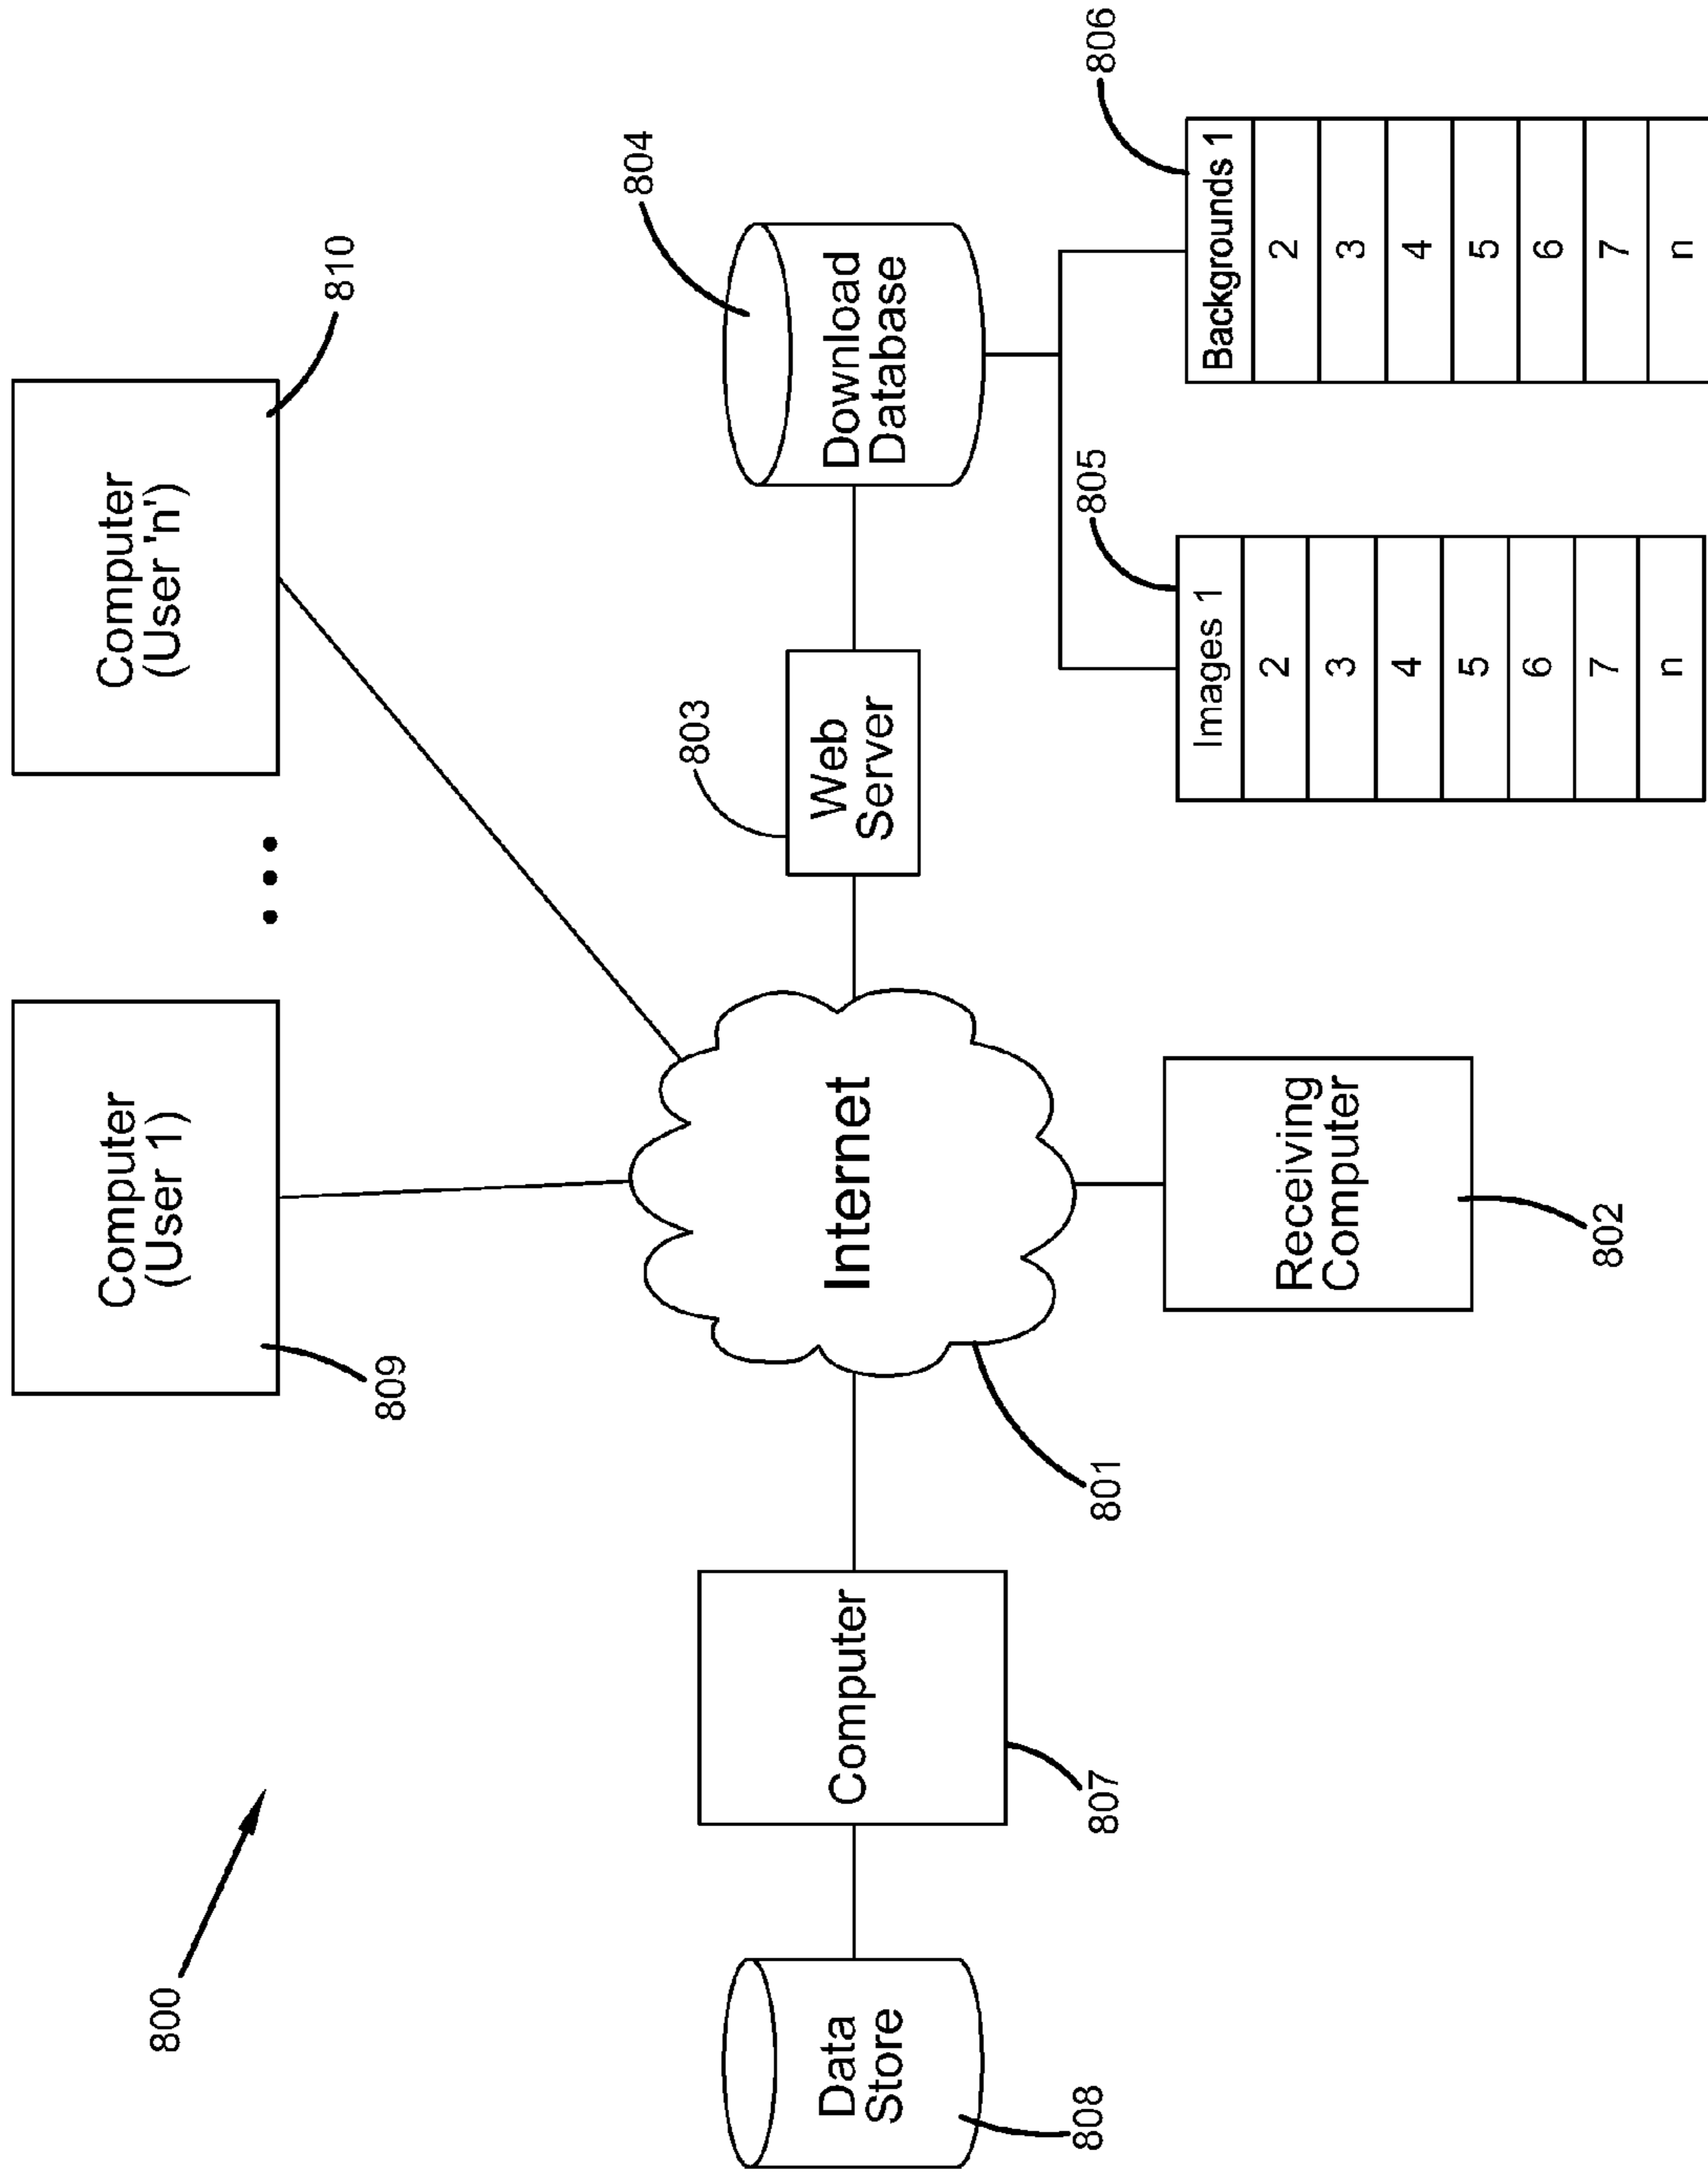 800
Computer
(User 1)
809
Computer
(User 'n')
810
Data
Store
808
Computer
807
Internet
801
Web
Server
803
Download
Database
804
Receiving
Computer
802
Images 1
2
3
4
5
6
7
n
805
Backgrounds 1
2
3
4
5
6
7
n
806